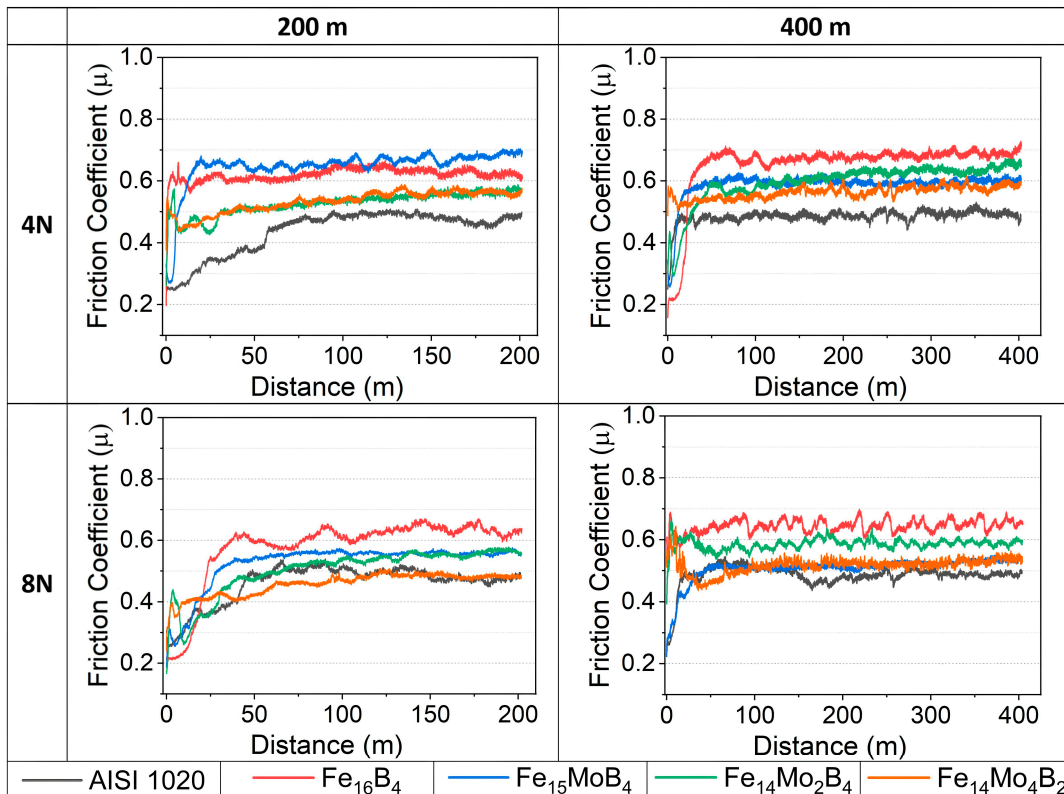 200 m
400 m
4N
Friction Coefficient (μ)
1.0
0.8
0.6
0.4
0.2
0 50 100 150 200
Distance (m)
Friction Coefficient (μ)
1.0
0.8
0.6
0.4
0.2
0 100 200 300 400
Distance (m)
8N
Friction Coefficient (μ)
1.0
0.8
0.6
0.4
0.2
0 50 100 150 200
Distance (m)
Friction Coefficient (μ)
1.0
0.8
0.6
0.4
0.2
0 100 200 300 400
Distance (m)
AISI 1020 Fe₁₆B₄ Fe₁₅MoB₄ Fe₁₄Mo₂B₄ Fe₁₄Mo₄B₂